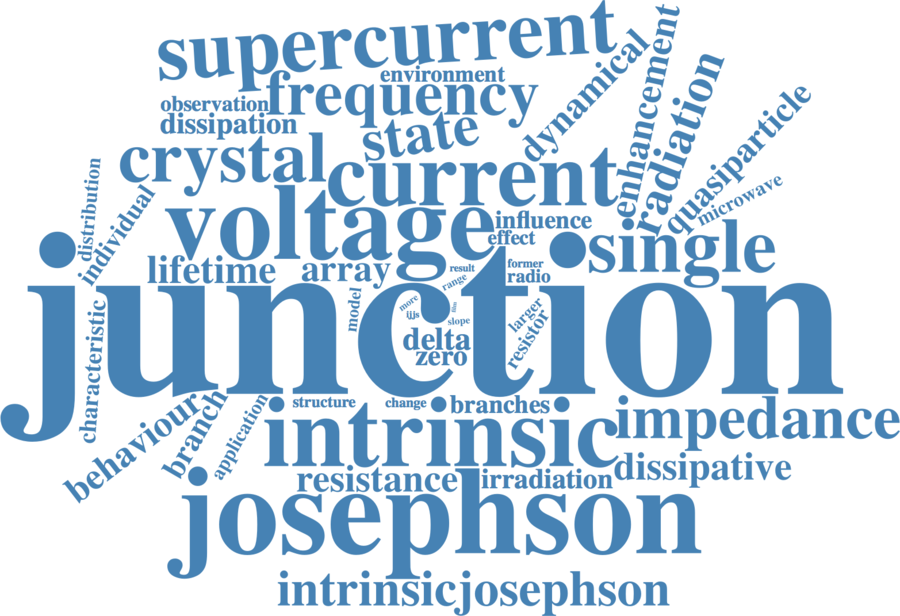 supercurrent
environment
observation
frequency
dissipation
state
dynamical
enhancement
radiation
quasiparticle
microwave
crystal
current
distribution
individual
voltage
influence
effect
single
lifetime
array
result
range
former
radio
junction
model
more
ijjs
film
slope
larger
resistor
delta
zero
characteristic
structure
change
branches
behaviour
branch
application
intrinsic
impedance
resistance
irradiation
dissipative
josephson
intrinsicjosephson